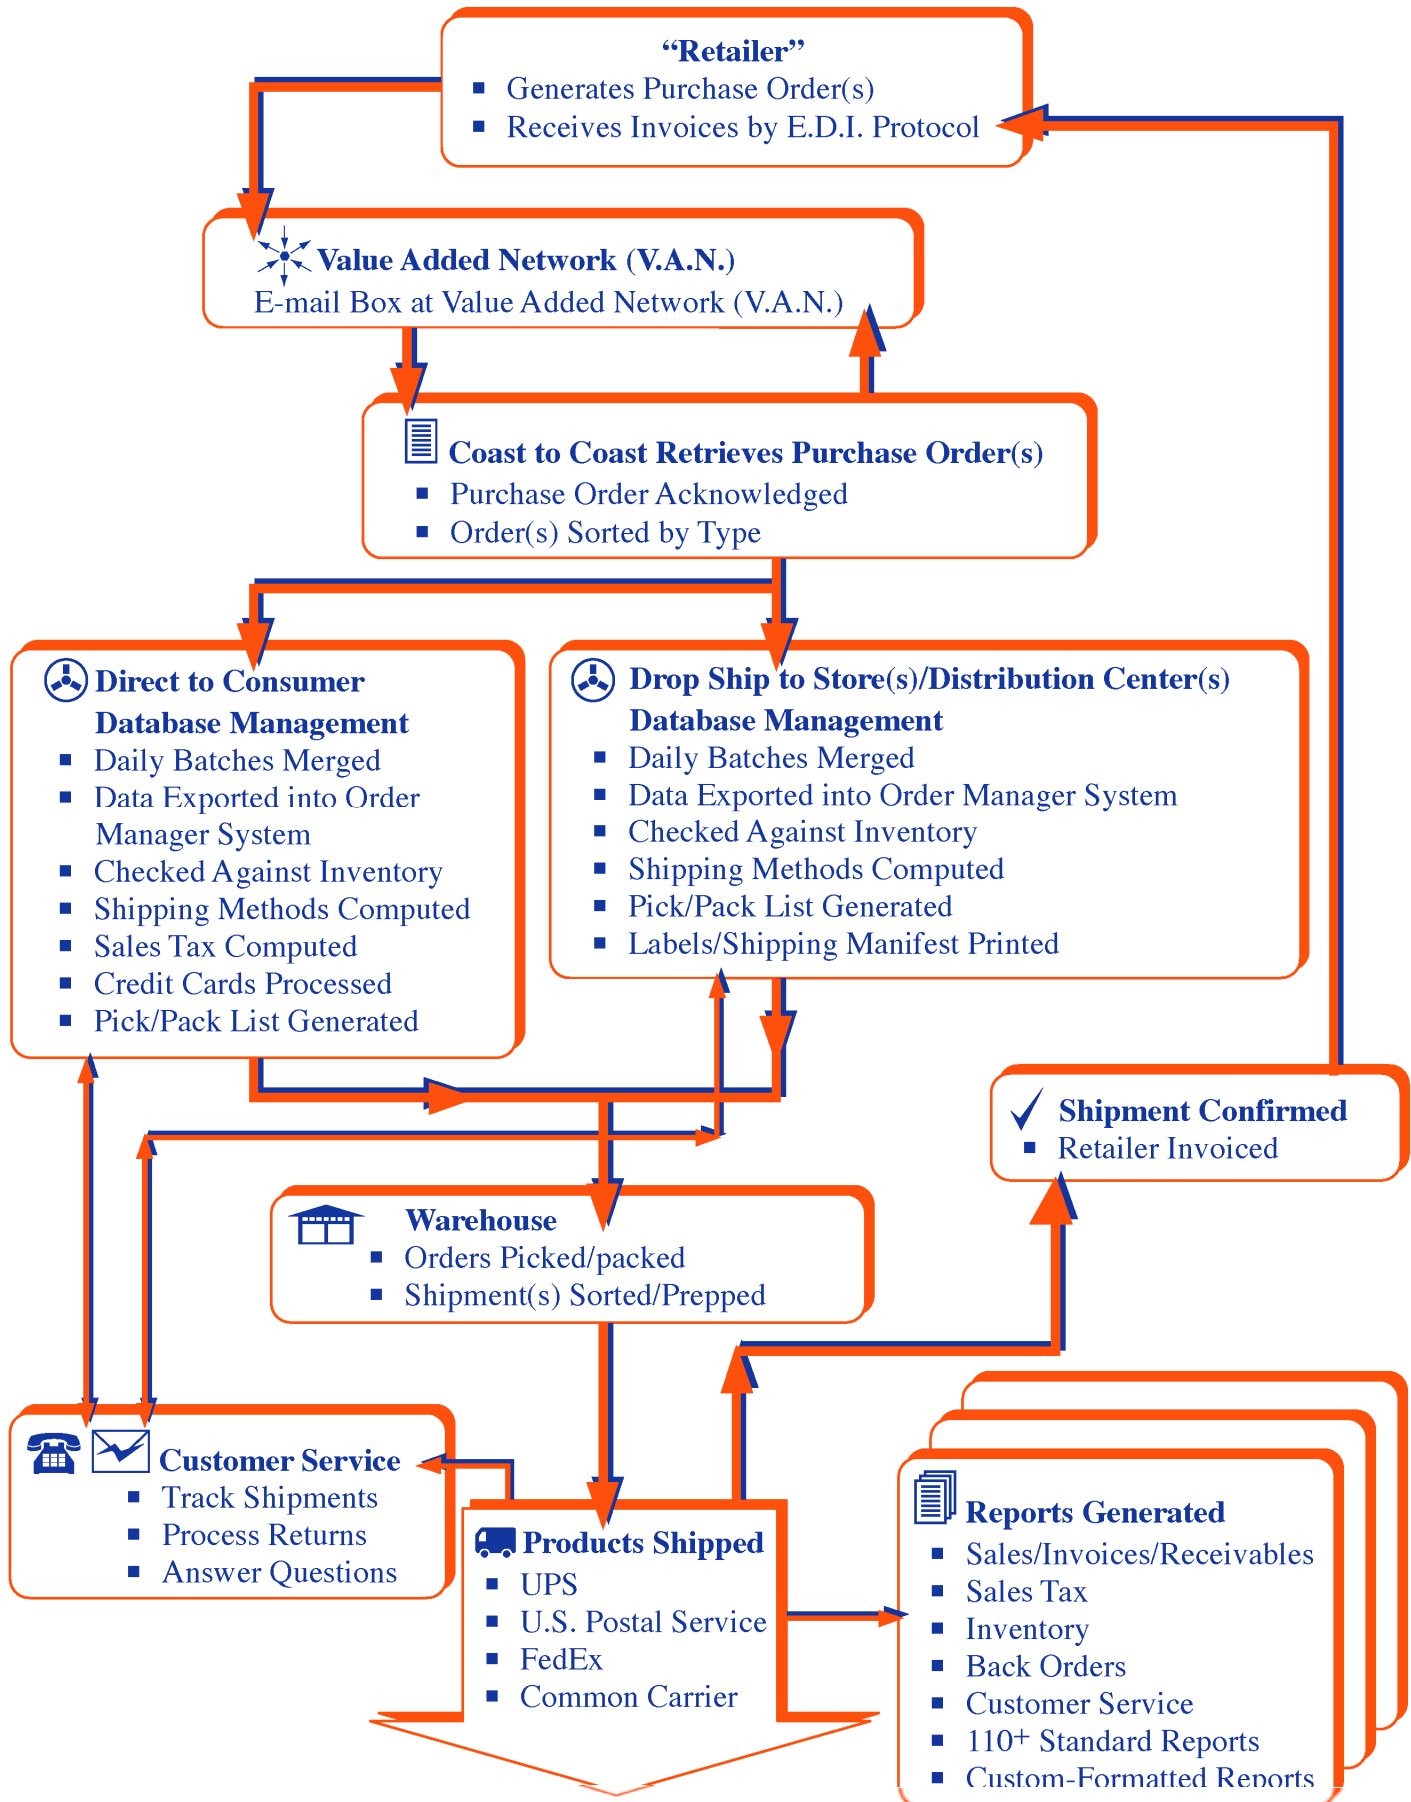 “Retailer”
▪ Generates Purchase Order(s)
▪ Receives Invoices by E.D.I. Protocol
Value Added Network (V.A.N.)
E-mail Box at Value Added Network (V.A.N.)
Coast to Coast Retrieves Purchase Order(s)
▪ Purchase Order Acknowledged
▪ Order(s) Sorted by Type
Direct to Consumer
Database Management
▪ Daily Batches Merged
▪ Data Exported into Order
Manager System
▪ Checked Against Inventory
▪ Shipping Methods Computed
▪ Sales Tax Computed
▪ Credit Cards Processed
▪ Pick/Pack List Generated
Drop Ship to Store(s)/Distribution Center(s)
Database Management
▪ Daily Batches Merged
▪ Data Exported into Order Manager System
▪ Checked Against Inventory
▪ Shipping Methods Computed
▪ Pick/Pack List Generated
▪ Labels/Shipping Manifest Printed
Shipment Confirmed
▪ Retailer Invoiced
Warehouse
▪ Orders Picked/packed
▪ Shipment(s) Sorted/Prepped
Customer Service
▪ Track Shipments
▪ Process Returns
▪ Answer Questions
Products Shipped
▪ UPS
▪ U.S. Postal Service
▪ FedEx
▪ Common Carrier
Reports Generated
▪ Sales/Invoices/Receivables
▪ Sales Tax
▪ Inventory
▪ Back Orders
▪ Customer Service
▪ 110+ Standard Reports
▪ Custom-Formatted Reports